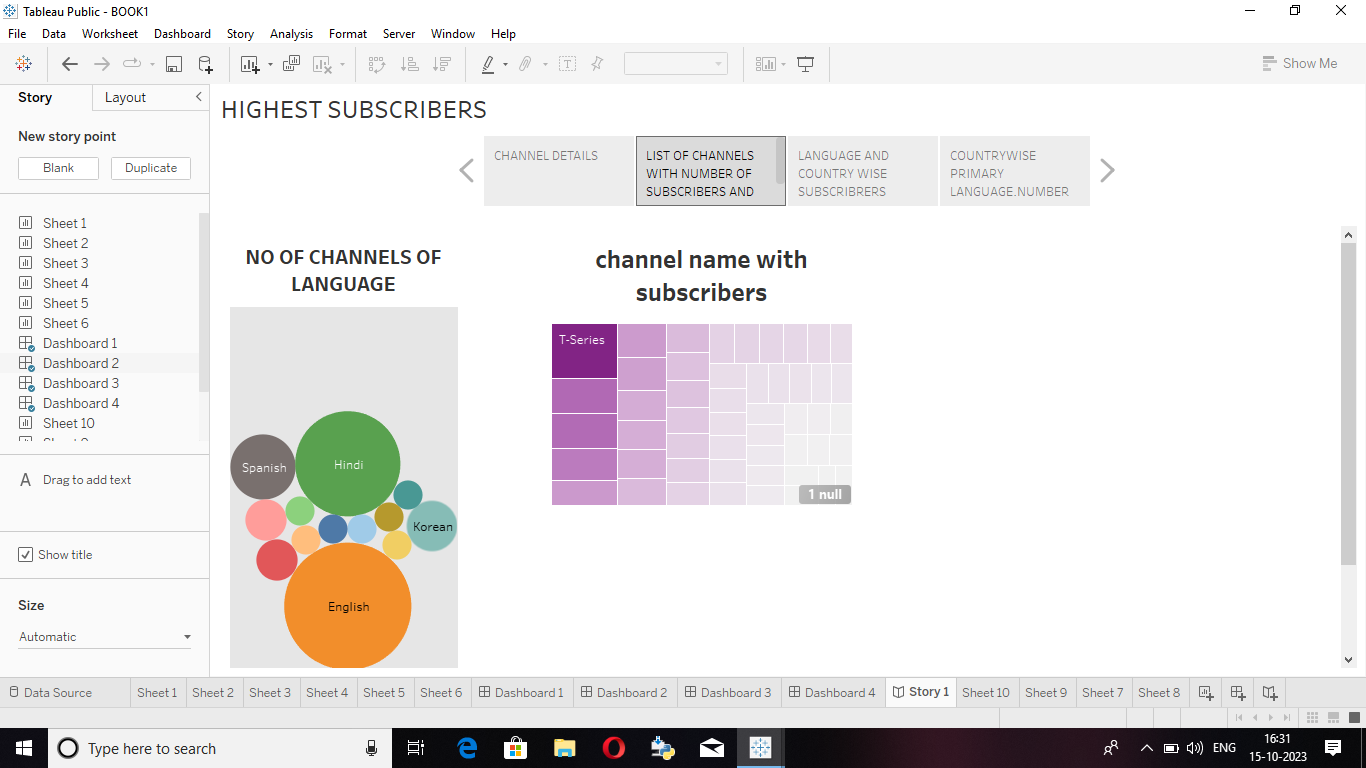 Tableau Public - BOOK1
File Data Worksheet Dashboard Story Analysis Format Server Window Help
Show Me
Story Layout
New story point
Blank Duplicate
Sheet 1
Sheet 2
Sheet 3
Sheet 4
Sheet 5
Sheet 6
Dashboard 1
Dashboard 2
Dashboard 3
Dashboard 4
Sheet 10
A Drag to add text
Show title
Size
Automatic
HIGHEST SUBSCRIBERS
CHANNEL DETAILS
LIST OF CHANNELS
WITH NUMBER OF
SUBSCRIBERS AND
LANGUAGE AND
COUNTRY WISE
SUBSCRIBRERS
COUNTRYWISE
PRIMARY
LANGUAGE.NUMBER
NO OF CHANNELS OF
LANGUAGE
Spanish
Hindi
Korean
English
channel name with
subscribers
T-Series
1 null
Data Source Sheet 1 Sheet 2 Sheet 3 Sheet 4 Sheet 5 Sheet 6 Dashboard 1 Dashboard 2 Dashboard 3 Dashboard 4 Story 1 Sheet 10 Sheet 9 Sheet 7 Sheet 8
Type here to search
ENG
16:31
15-10-2023